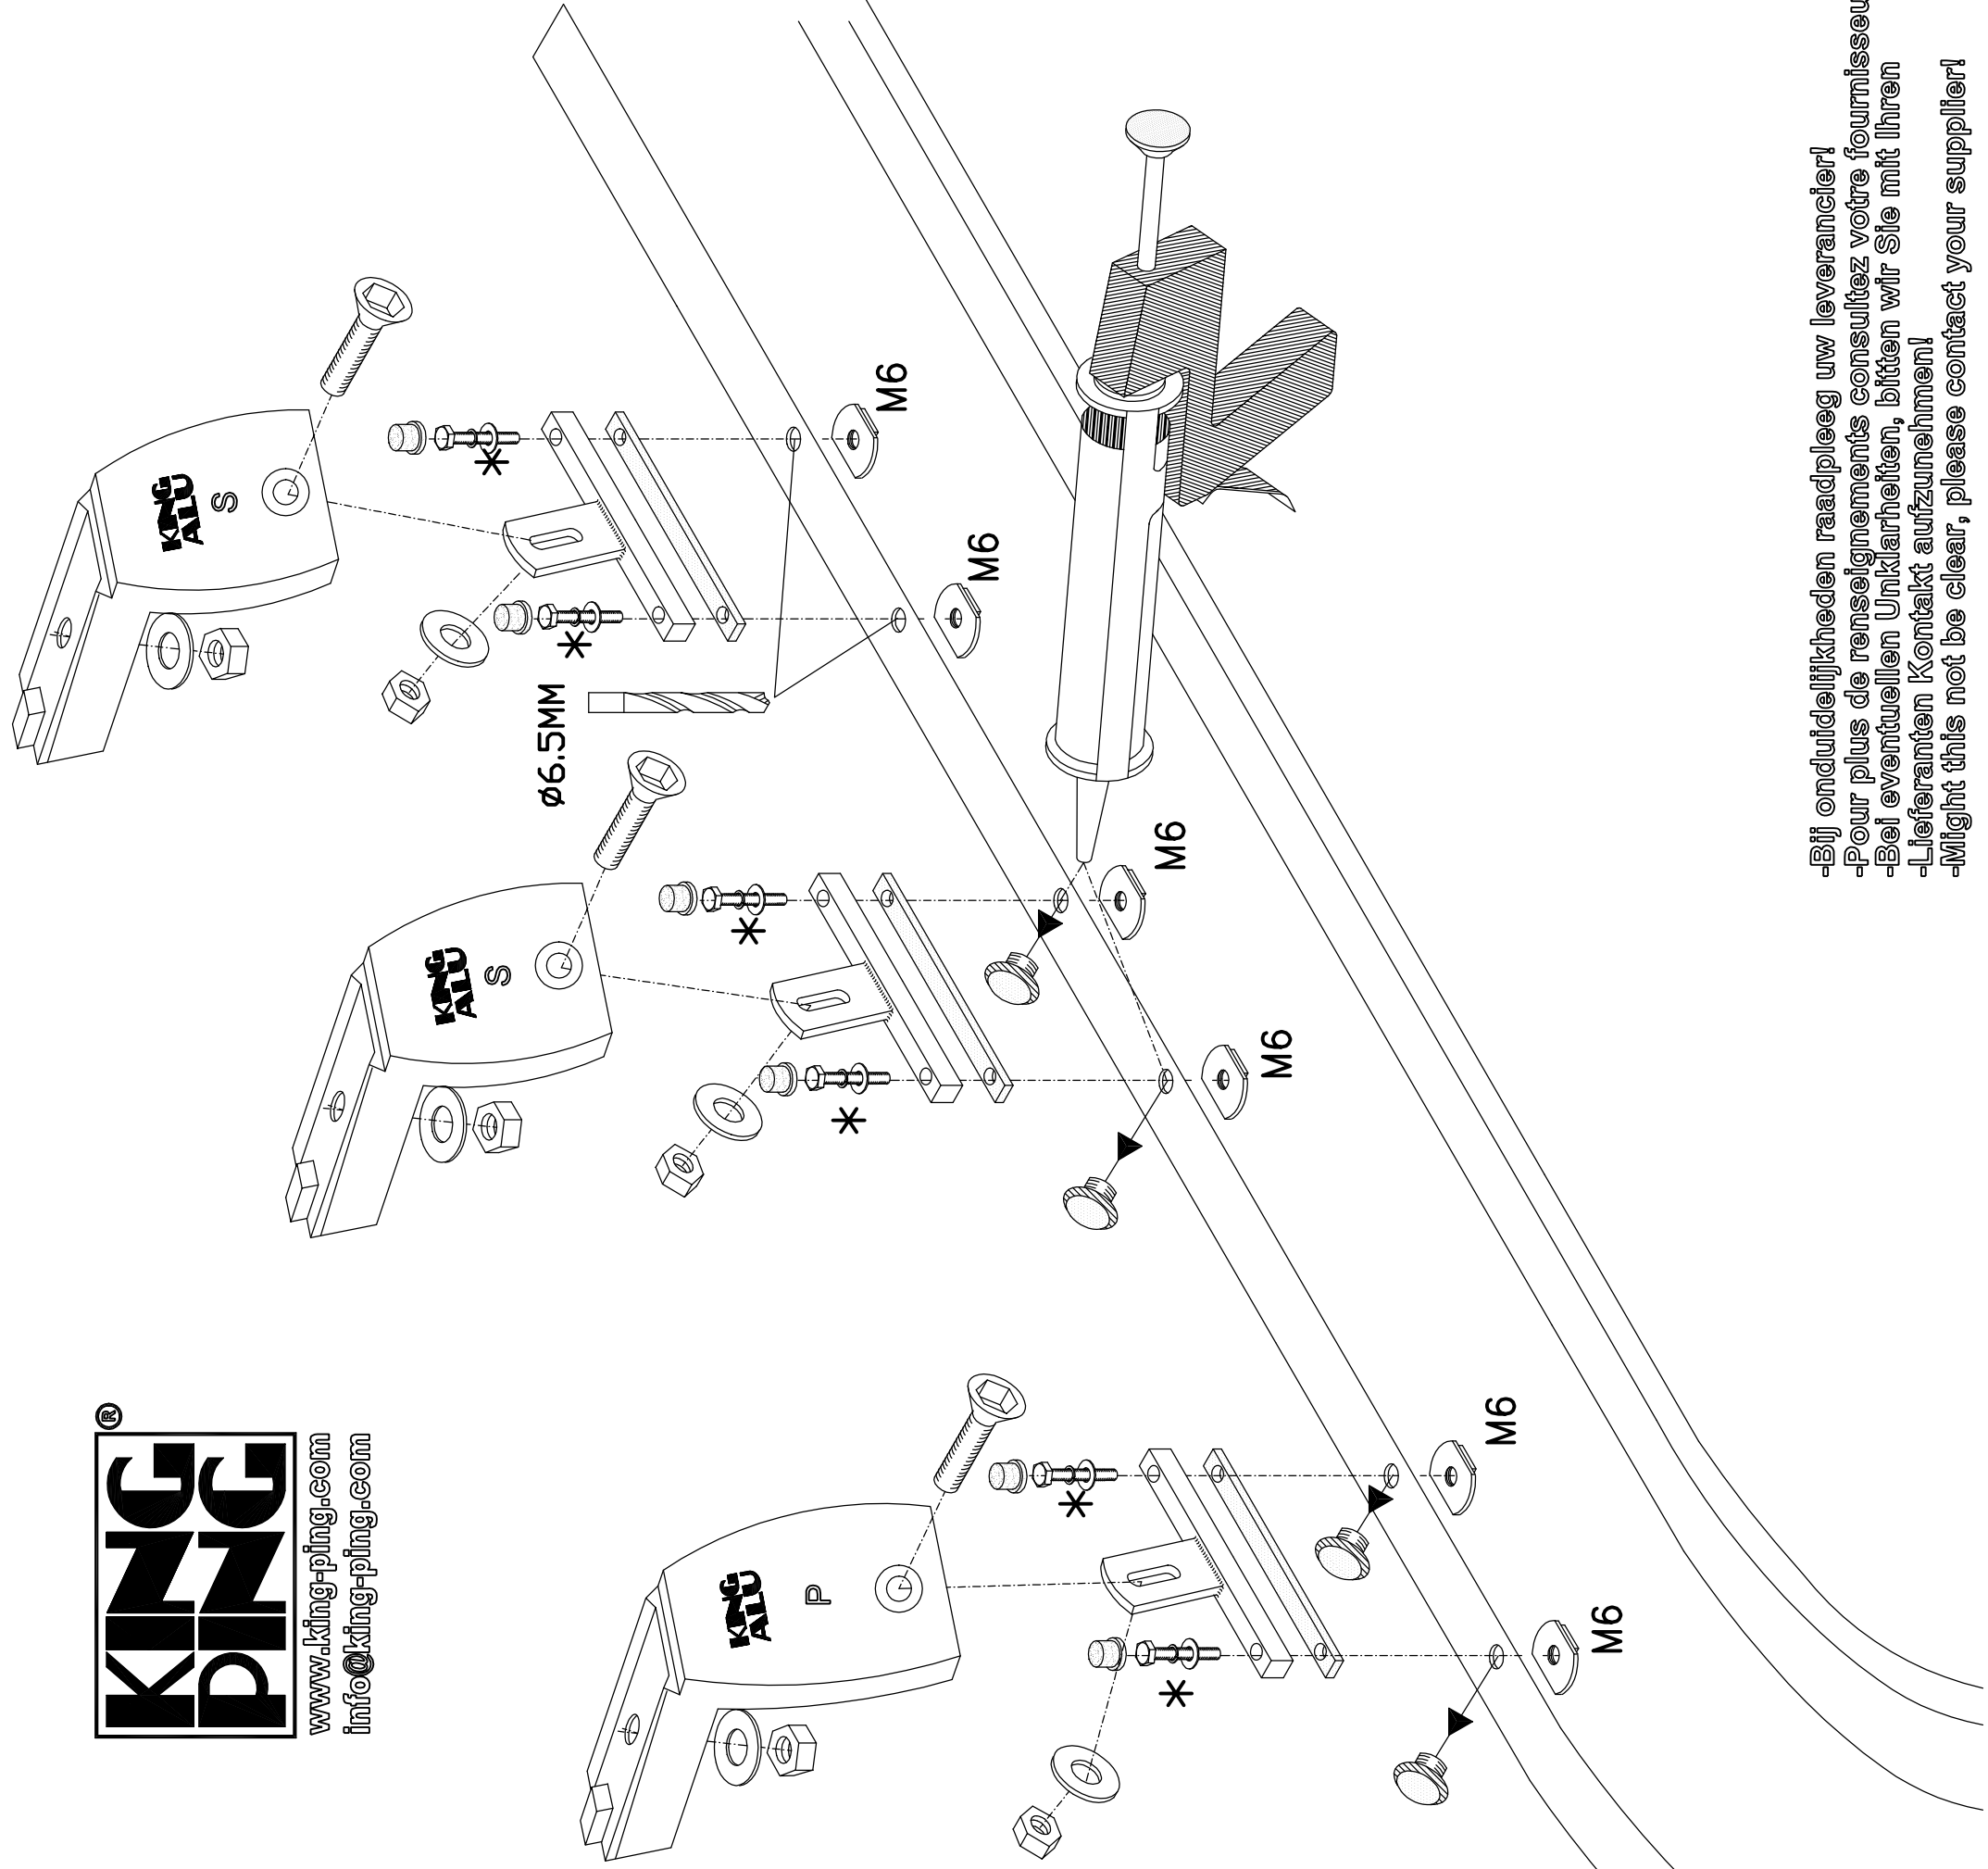 KING
PING
®
www.king-ping.com
info@king-ping.com
KING
ALU
S
KING
ALU
S
KING
ALU
P
ø6.5MM
M6
M6
M6
M6
M6
M6
*
*
*
*
*
*
-Bij onduidelijkheden raadpleeg uw leverancier!
-Pour plus de renseignements consultez votre
-Bei eventuellen Unklarheiten, bitten wir Sie mit Ihren
-Lieferanten Kontakt aufzunehmen!
-Might this not be clear, please contact your supplier!